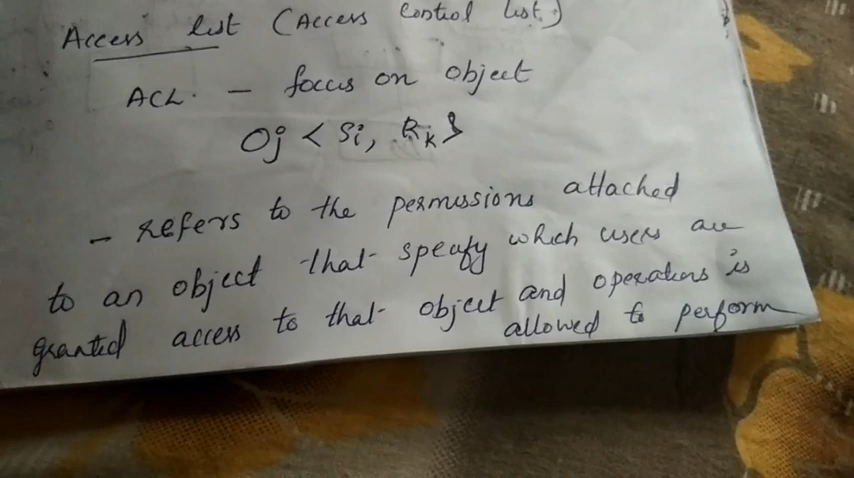 Access list (Access Control List)
ACL. - focus on object
Oj < Si, Rk >
- refers to the permissions attached
to an object that specify which users are
granted access to that object and operations is
allowed to perform